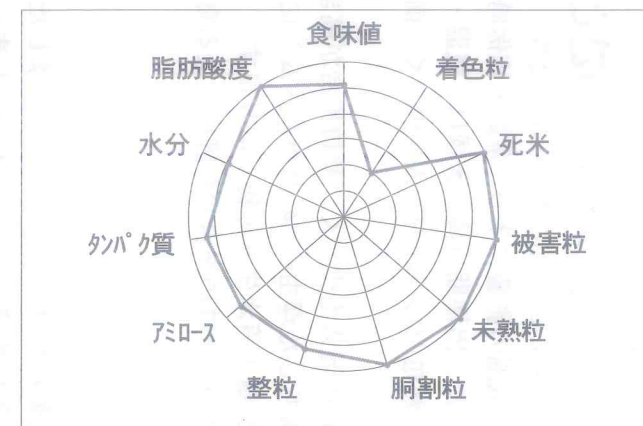 食味値
着色粒
死米
被害粒
未熟粒
胴割粒
整粒
アミロース
タンパク質
水分
脂肪酸度